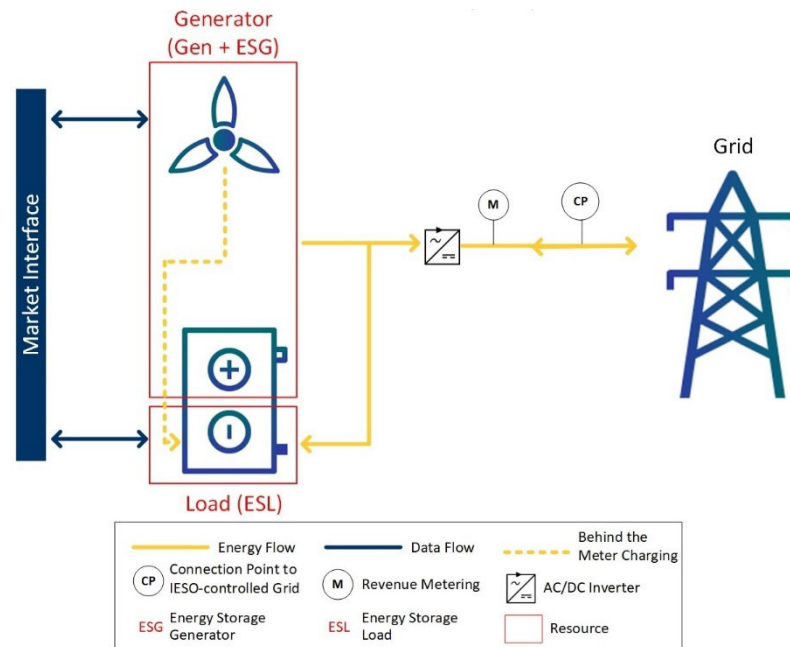 Generator
(Gen + ESG)
Market Interface
M
CP
Grid
Load (ESL)
Energy Flow
Data Flow
Behind the
Meter Charging
CP
Connection Point to
IESO-controlled Grid
M
Revenue Metering
AC/DC Inverter
ESG
Energy Storage
Generator
ESL
Energy Storage
Load
Resource